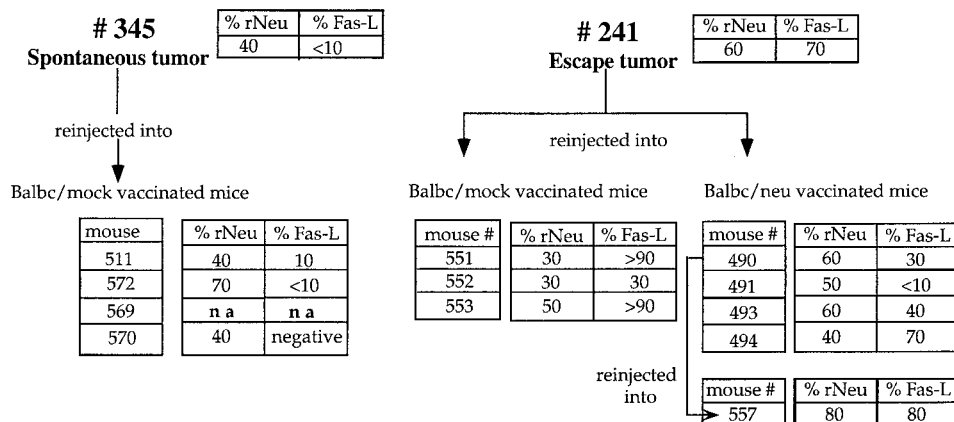 # 345
Spontaneous tumor
% rNeu % Fas-L
40 <10
reinjected into
Balbc/mock vaccinated mice
mouse % rNeu % Fas-L
511 40 10
572 70 <10
569 n a n a
570 40 negative
# 241
Escape tumor
% rNeu % Fas-L
60 70
reinjected into
Balbc/mock vaccinated mice
mouse # % rNeu % Fas-L
551 30 >90
552 30 30
553 50 >90
Balbc/neu vaccinated mice
mouse # % rNeu % Fas-L
490 60 30
491 50 <10
493 60 40
494 40 70
reinjected
into
mouse # % rNeu % Fas-L
557 80 80